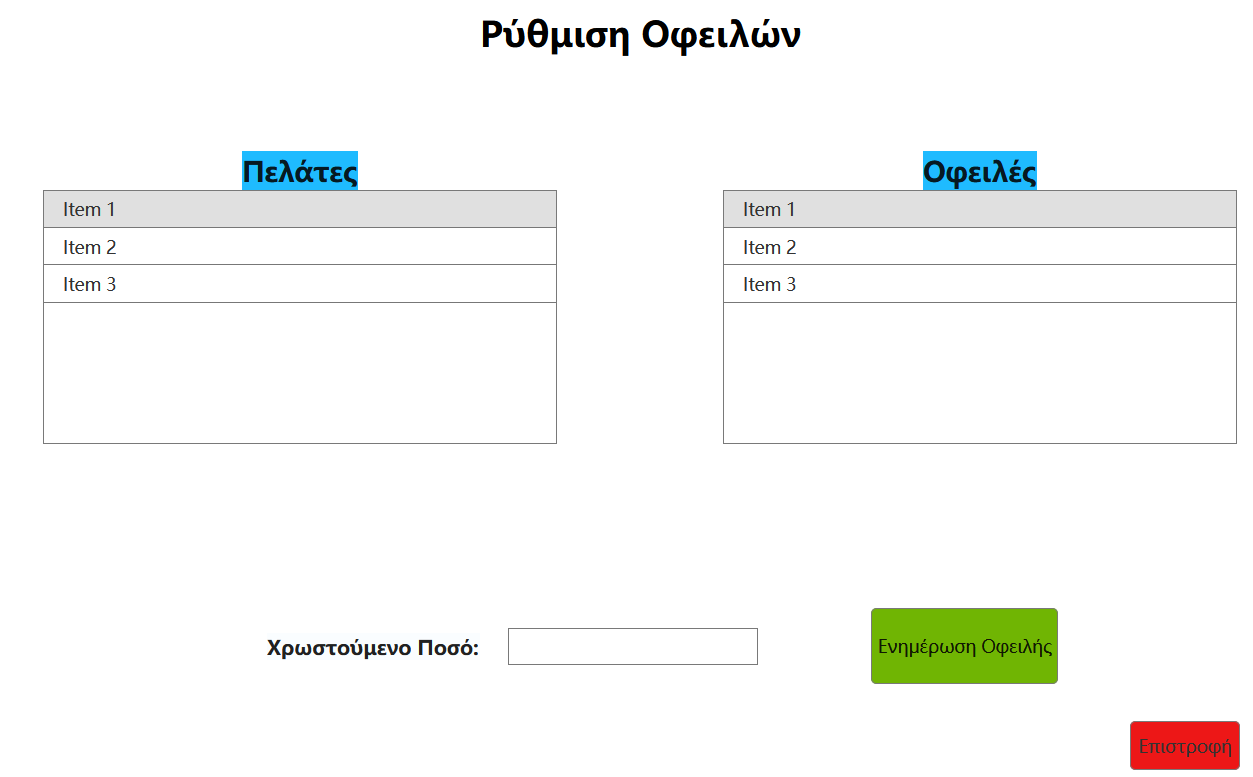 Ρύθμιση Οφειλών
Πελάτες
Item 1
Item 2
Item 3
Οφειλές
Item 1
Item 2
Item 3
Χρωστούμενο Ποσό:
Ενημέρωση Οφειλής
Επιστροφή